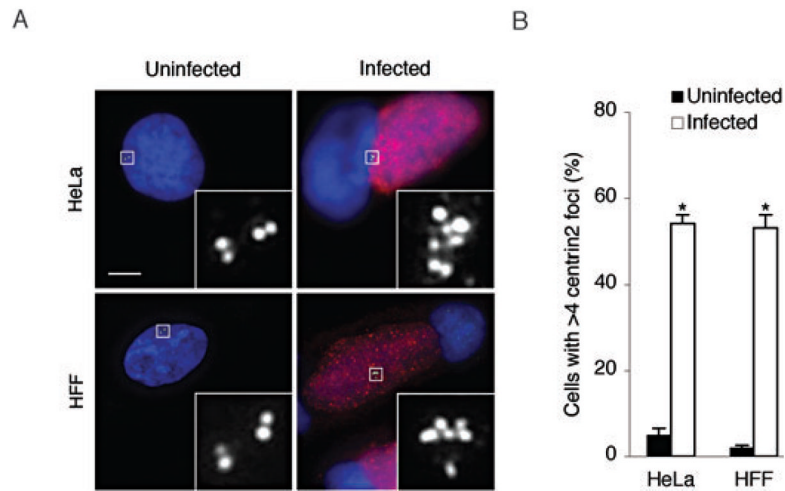 A
Uninfected
Infected
HeLa
HFF
B
Uninfected
Infected
Cells with >4 centrin2 foci (%)
80
60
40
20
0
*
*
HeLa
HFF